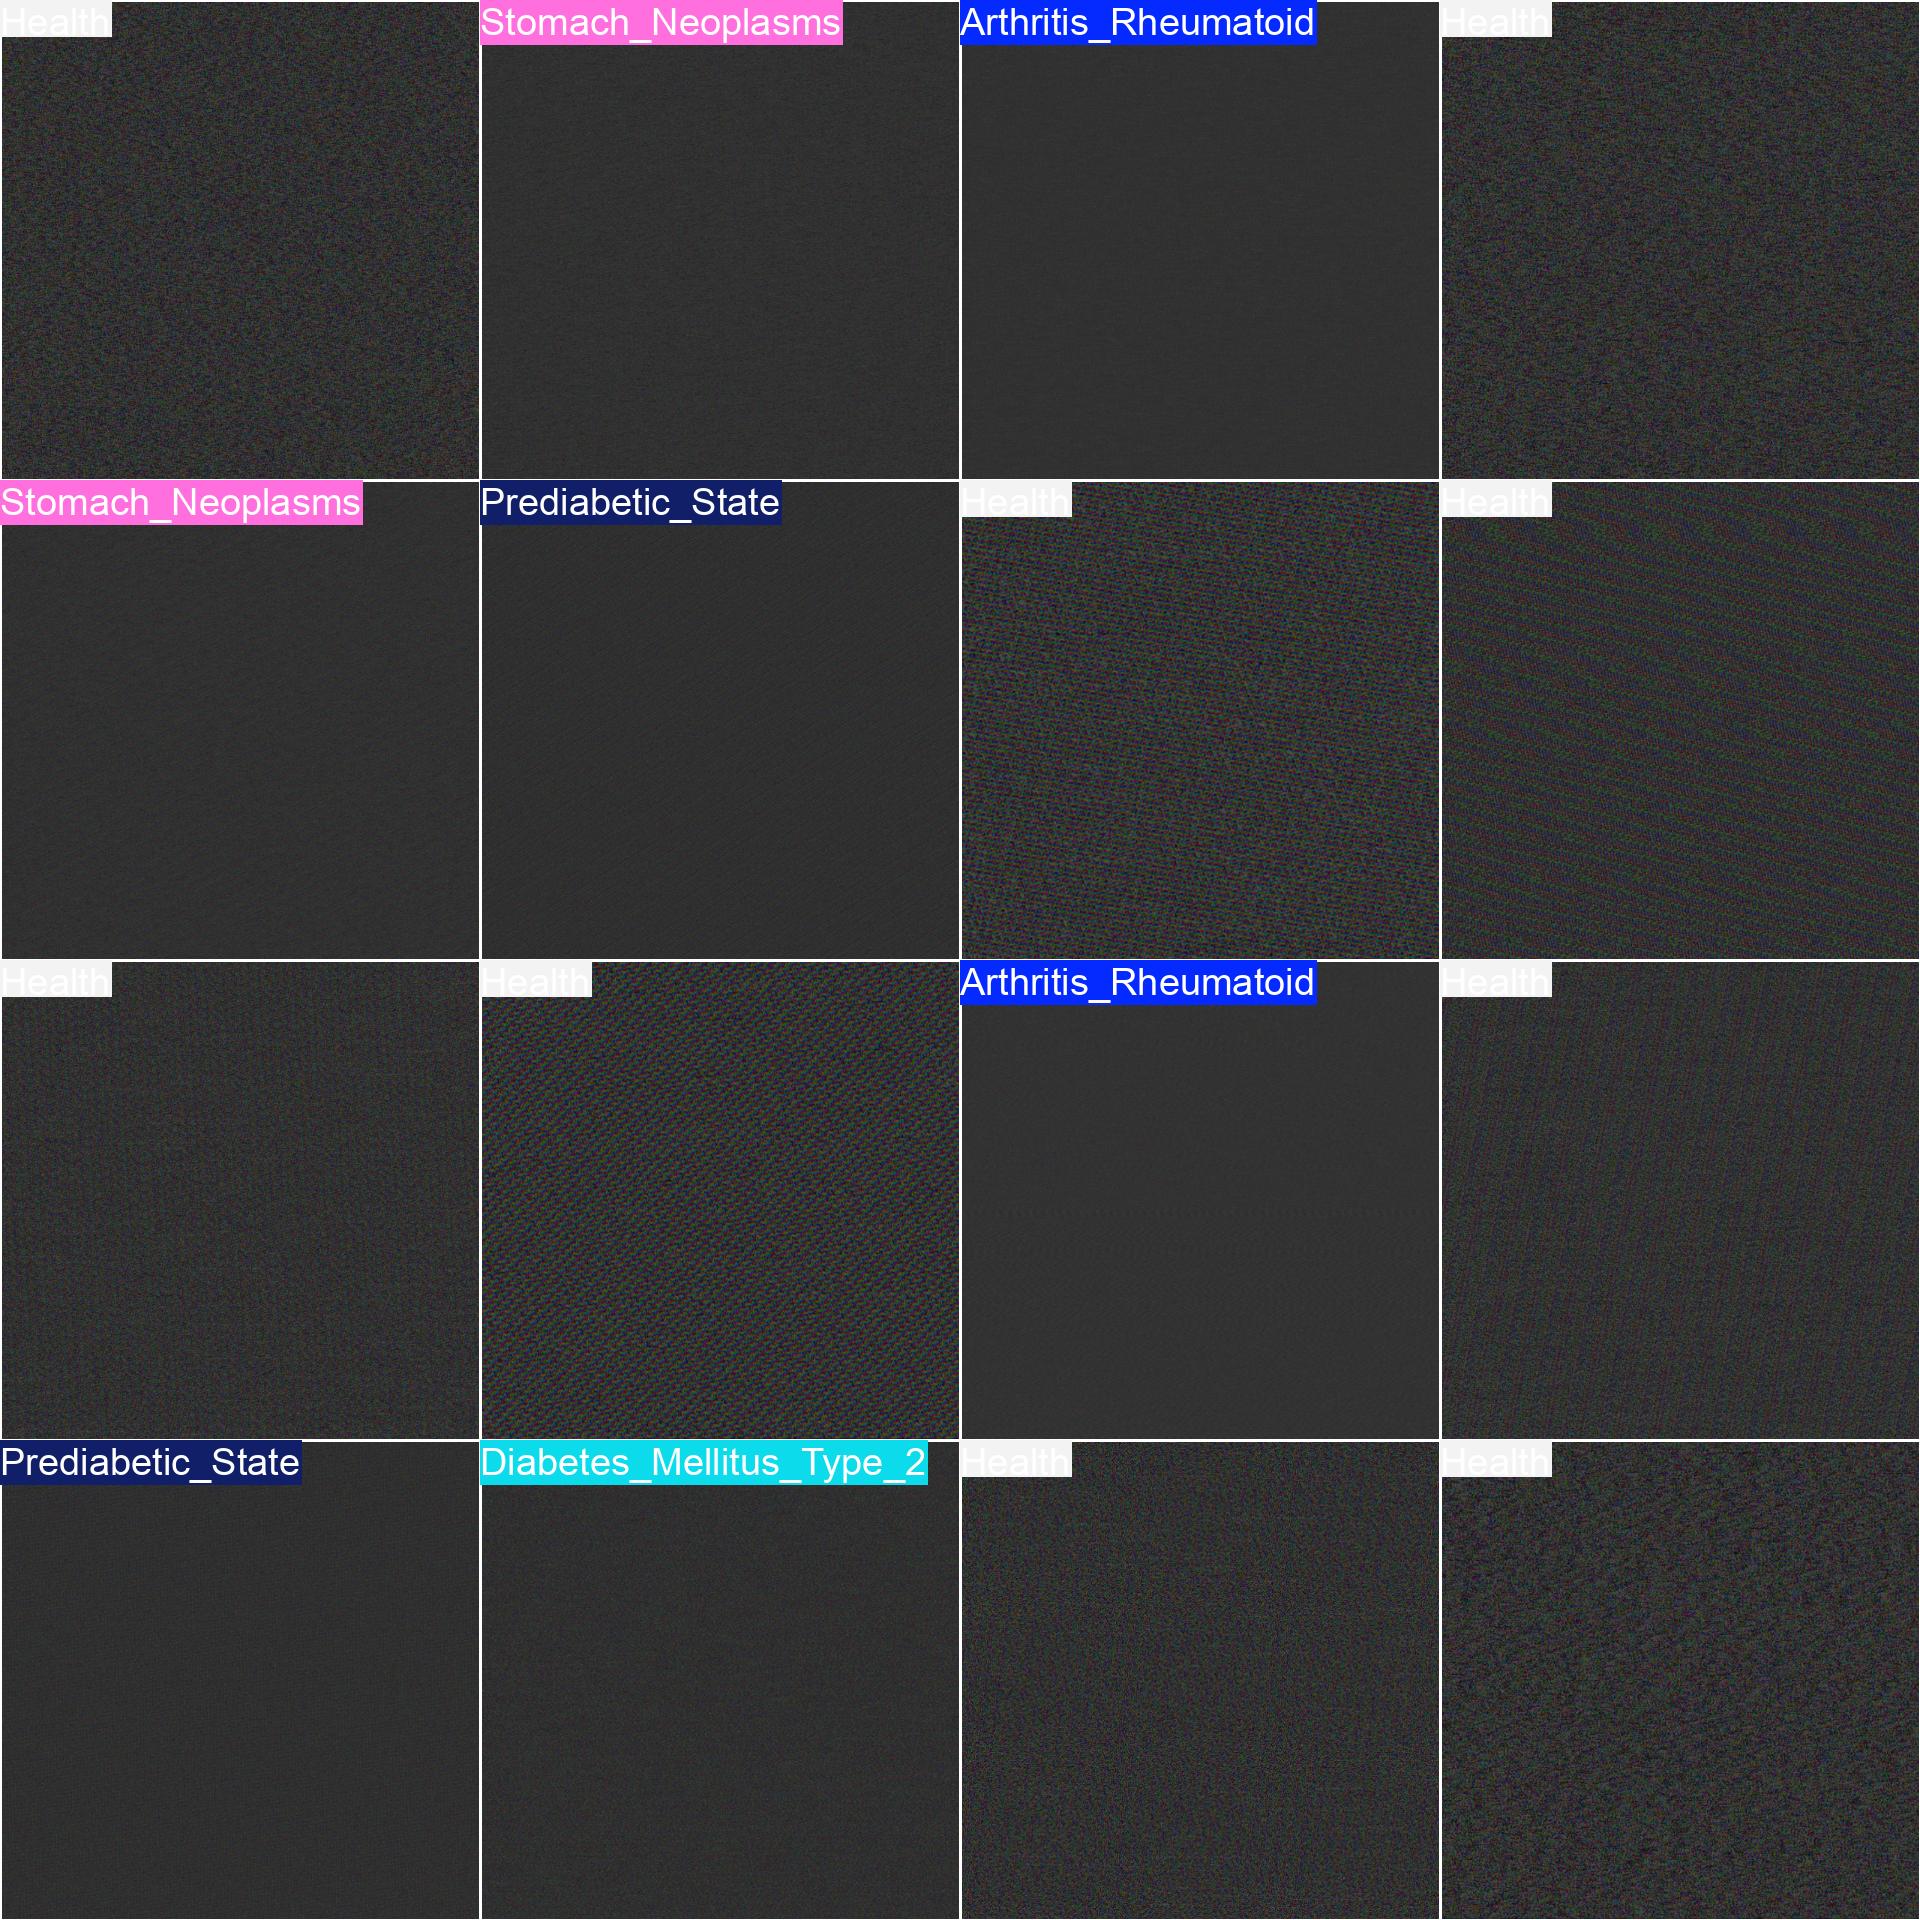 Health
Stomach_Neoplasms
Arthritis_Rheumatoid
Health
Stomach_Neoplasms
Prediabetic_State
Health
Health
Health
Health
Arthritis_Rheumatoid
Health
Prediabetic_State
Diabetes_Mellitus_Type_2
Health
Health